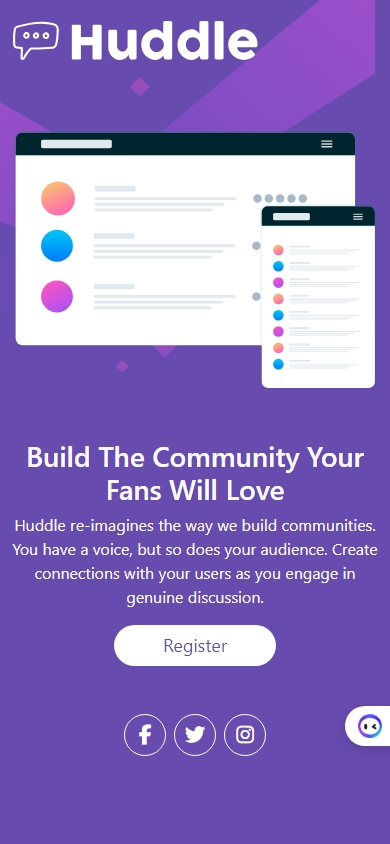 Huddle
Build The Community Your
Fans Will Love
Huddle re-imagines the way we build communities.
You have a voice, but so does your audience. Create
connections with your users as you engage in
genuine discussion.
Register